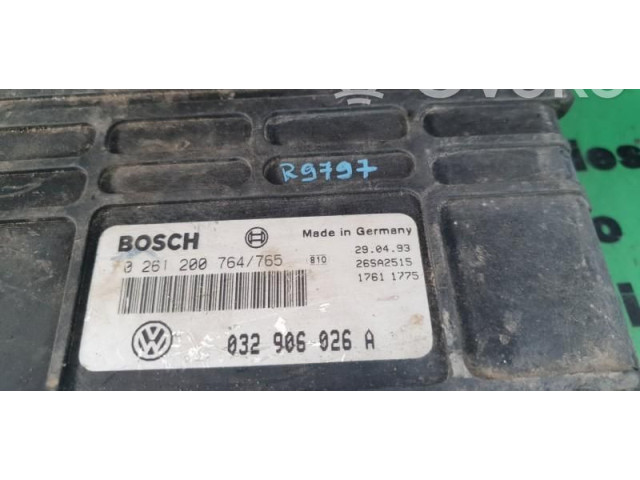 R9797
BOSCH
Made in Germany
0 261 200 764/765
810
29.04.93
26SA2515
1761 1775
032 906 026 A